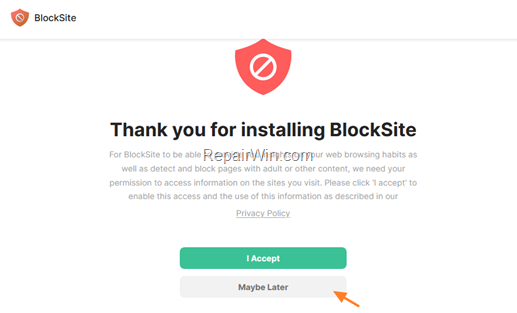 BlockSite
Thank you for installing BlockSite
For BlockSite to be able to your web browsing habits as
RepairWin.com
well as detect and block pages with adult or other content, we need your
permission to access information on the sites you visit. Please click 'I accept' to
enable this access and the use of this information as described in our
Privacy Policy
I Accept
Maybe Later